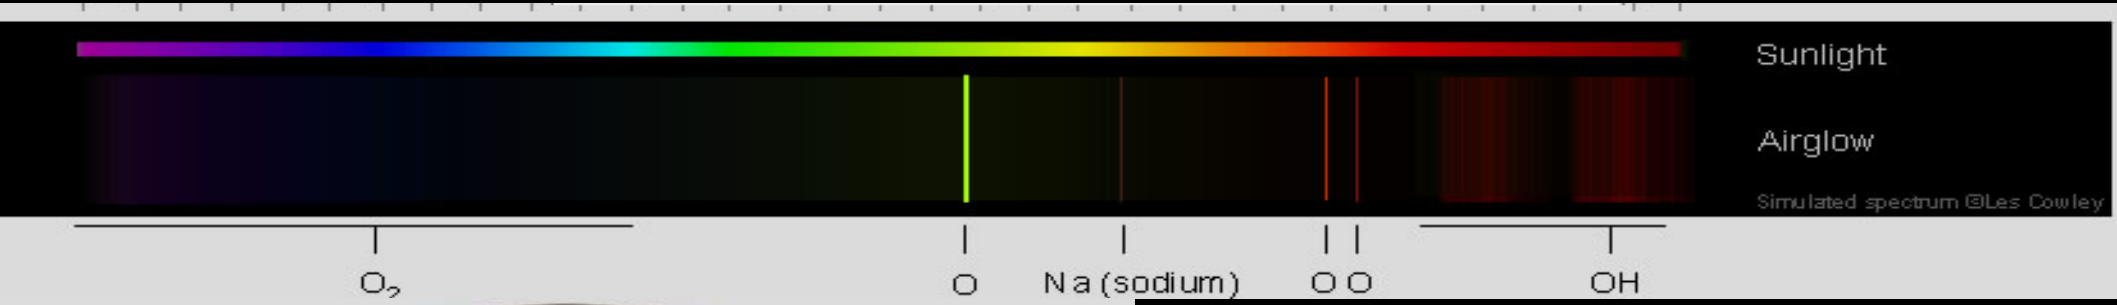 Sunlight
Airglow
Simulated spectrum ©Les Cowley
O₂ O Na (sodium) O O OH